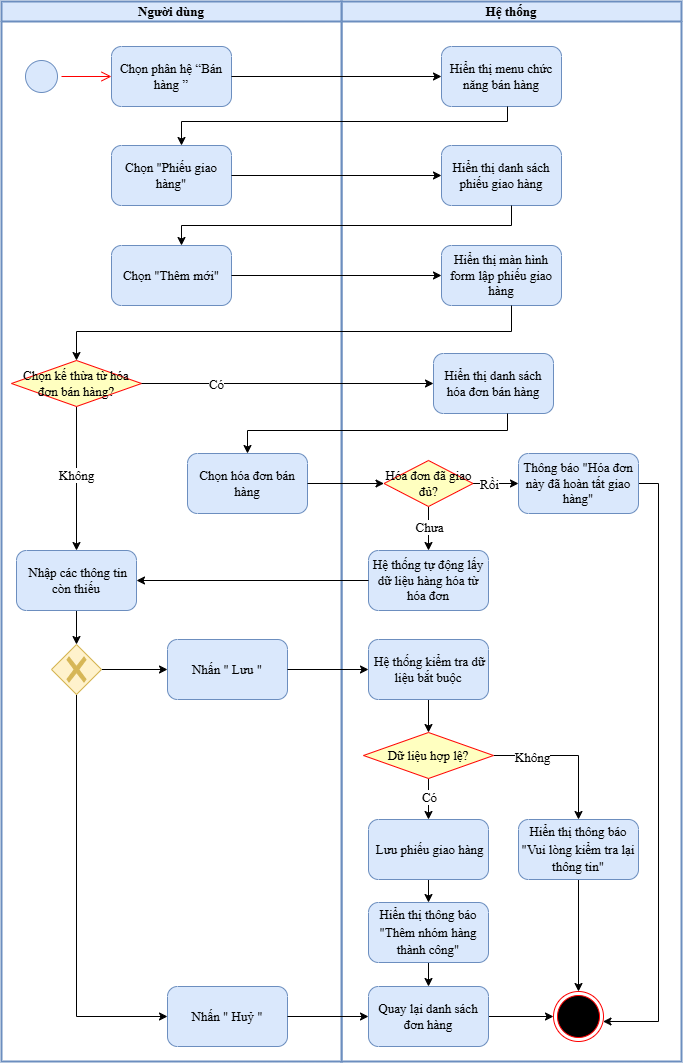 Người dùng
Hệ thống
Chọn phân hệ “Bán
hàng ”
Hiển thị menu chức
năng bán hàng
Chọn "Phiếu giao
hàng"
Hiển thị danh sách
phiếu giao hàng
Chọn "Thêm mới"
Hiển thị màn hình
form lập phiếu giao
hàng
Chọn kế thừa từ hóa
đơn bán hàng?
Có
Hiển thị danh sách
hóa đơn bán hàng
Không
Chọn hóa đơn bán
hàng
Hóa đơn đã giao
đủ?
Rồi
Thông báo "Hóa đơn
này đã hoàn tất giao
hàng"
Chưa
Nhập các thông tin
còn thiếu
Hệ thống tự động lấy
dữ liệu hàng hóa từ
hóa đơn
Nhấn " Lưu "
Hệ thống kiểm tra dữ
liệu bắt buộc
Dữ liệu hợp lệ?
Không
Có
Lưu phiếu giao hàng
Hiển thị thông báo
"Vui lòng kiểm tra lại
thông tin"
Hiển thị thông báo
"Thêm nhóm hàng
thành công"
Nhấn " Huỷ "
Quay lại danh sách
đơn hàng